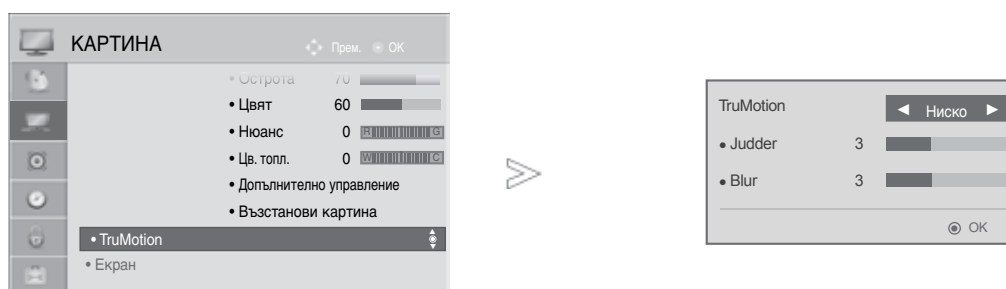 КАРТИНА
Прем. OK
• Острота 70
• Цвят 60
• Нюанс 0 R G
• Цв. топл. 0 W C
• Допълнително управление
• Възстанови картина
• TruMotion
• Екран
TruMotion ◄ Ниско ►
• Judder 3
• Blur 3
OK